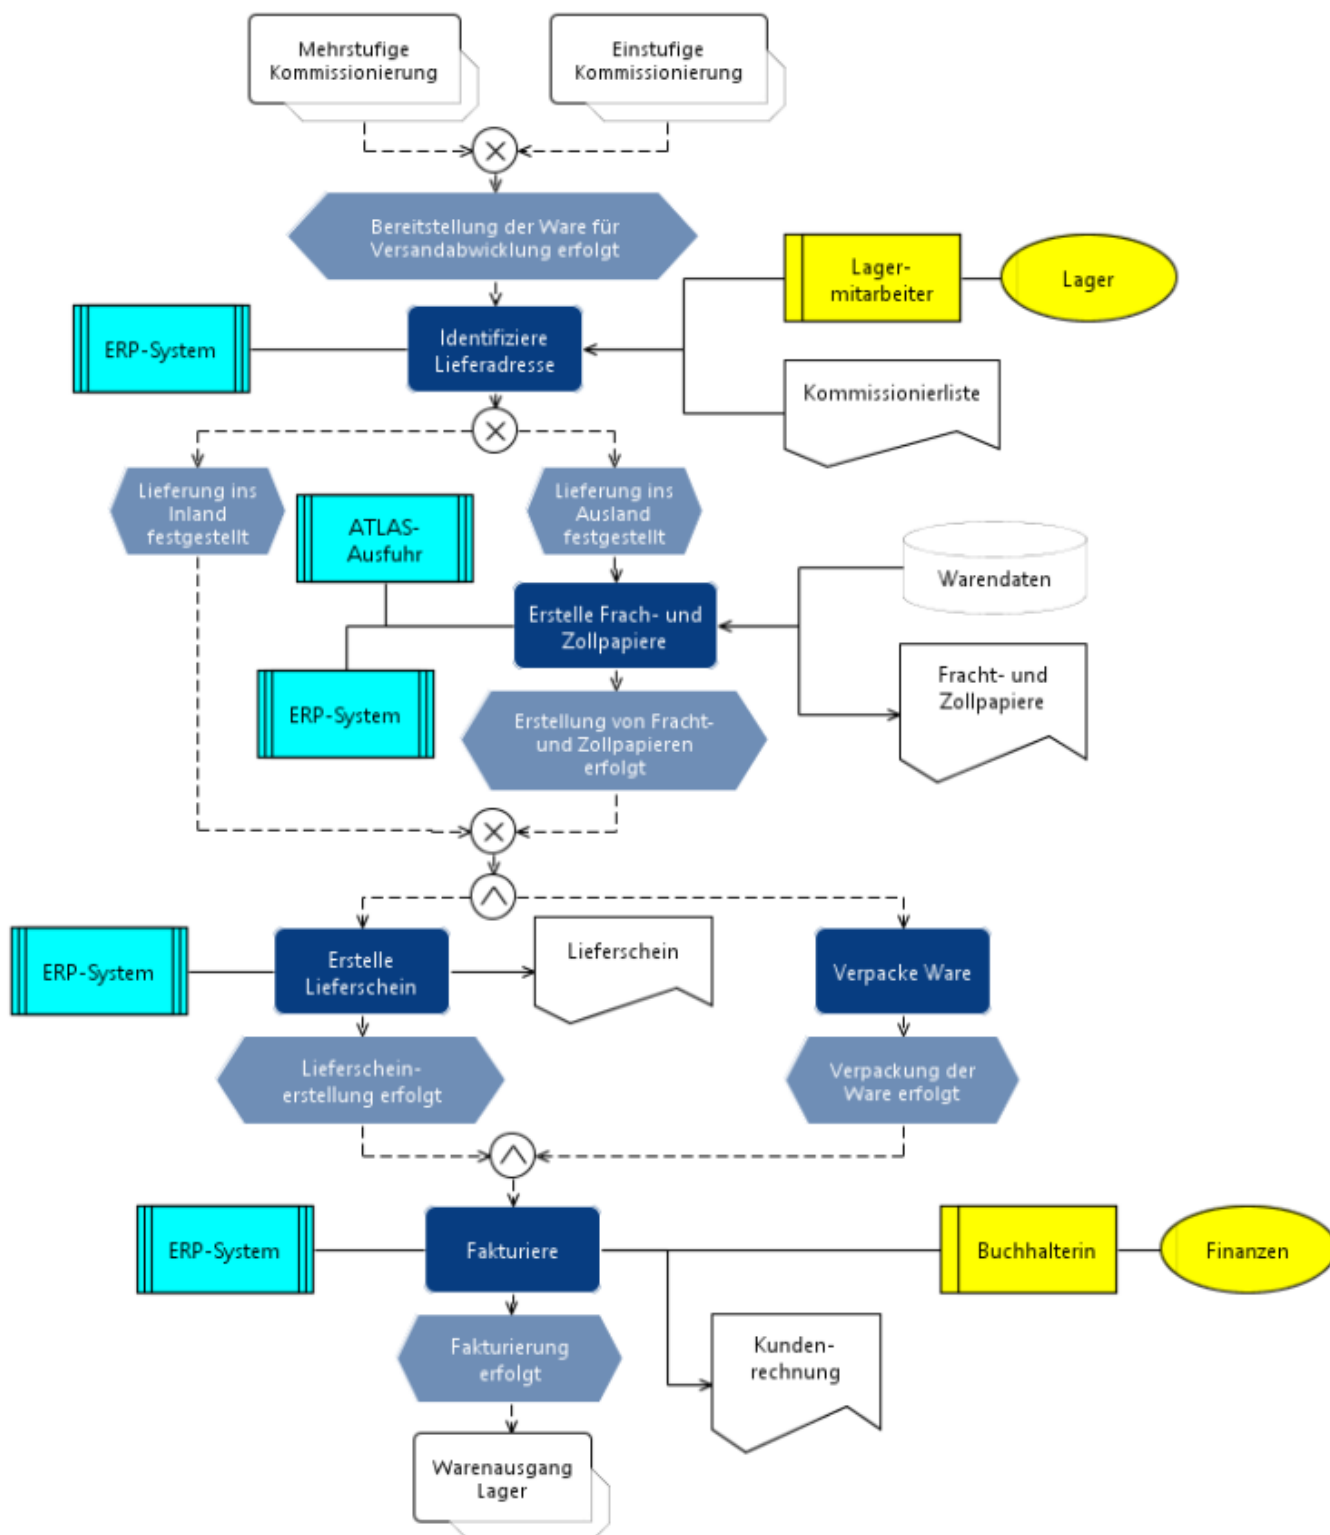 Mehrstufige
Kommissionierung
Einstufige
Kommissionierung
Bereitstellung der Ware für
Versandabwicklung erfolgt
Lager-
mitarbeiter
Lager
ERP-System
Identifiziere
Lieferadresse
Kommissionierliste
Lieferung ins
Inland
festgestellt
ATLAS-
Ausfuhr
Lieferung ins
Ausland
festgestellt
Warendaten
Erstelle Frach- und
Zollpapiere
ERP-System
Erstellung von Fracht-
und Zollpapieren
erfolgt
Fracht- und
Zollpapiere
ERP-System
Erstelle
Lieferschein
Lieferschein
Verpacke Ware
Lieferschein-
erstellung erfolgt
Verpackung der
Ware erfolgt
ERP-System
Fakturiere
Buchhalterin
Finanzen
Fakturierung
erfolgt
Kunden-
rechnung
Warenausgang
Lager